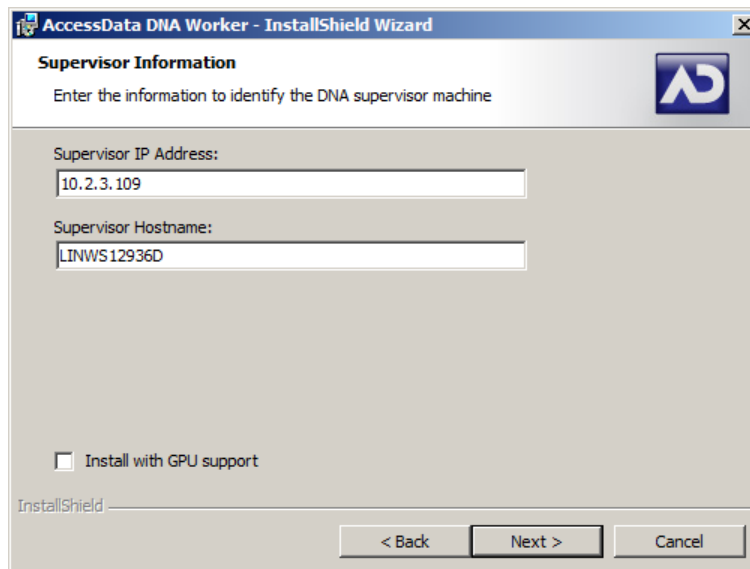 AccessData DNA Worker - InstallShield Wizard
Supervisor Information
Enter the information to identify the DNA supervisor machine
Supervisor IP Address:
10.2.3.109
Supervisor Hostname:
LINWS12936D
Install with GPU support
InstallShield
< Back Next > Cancel